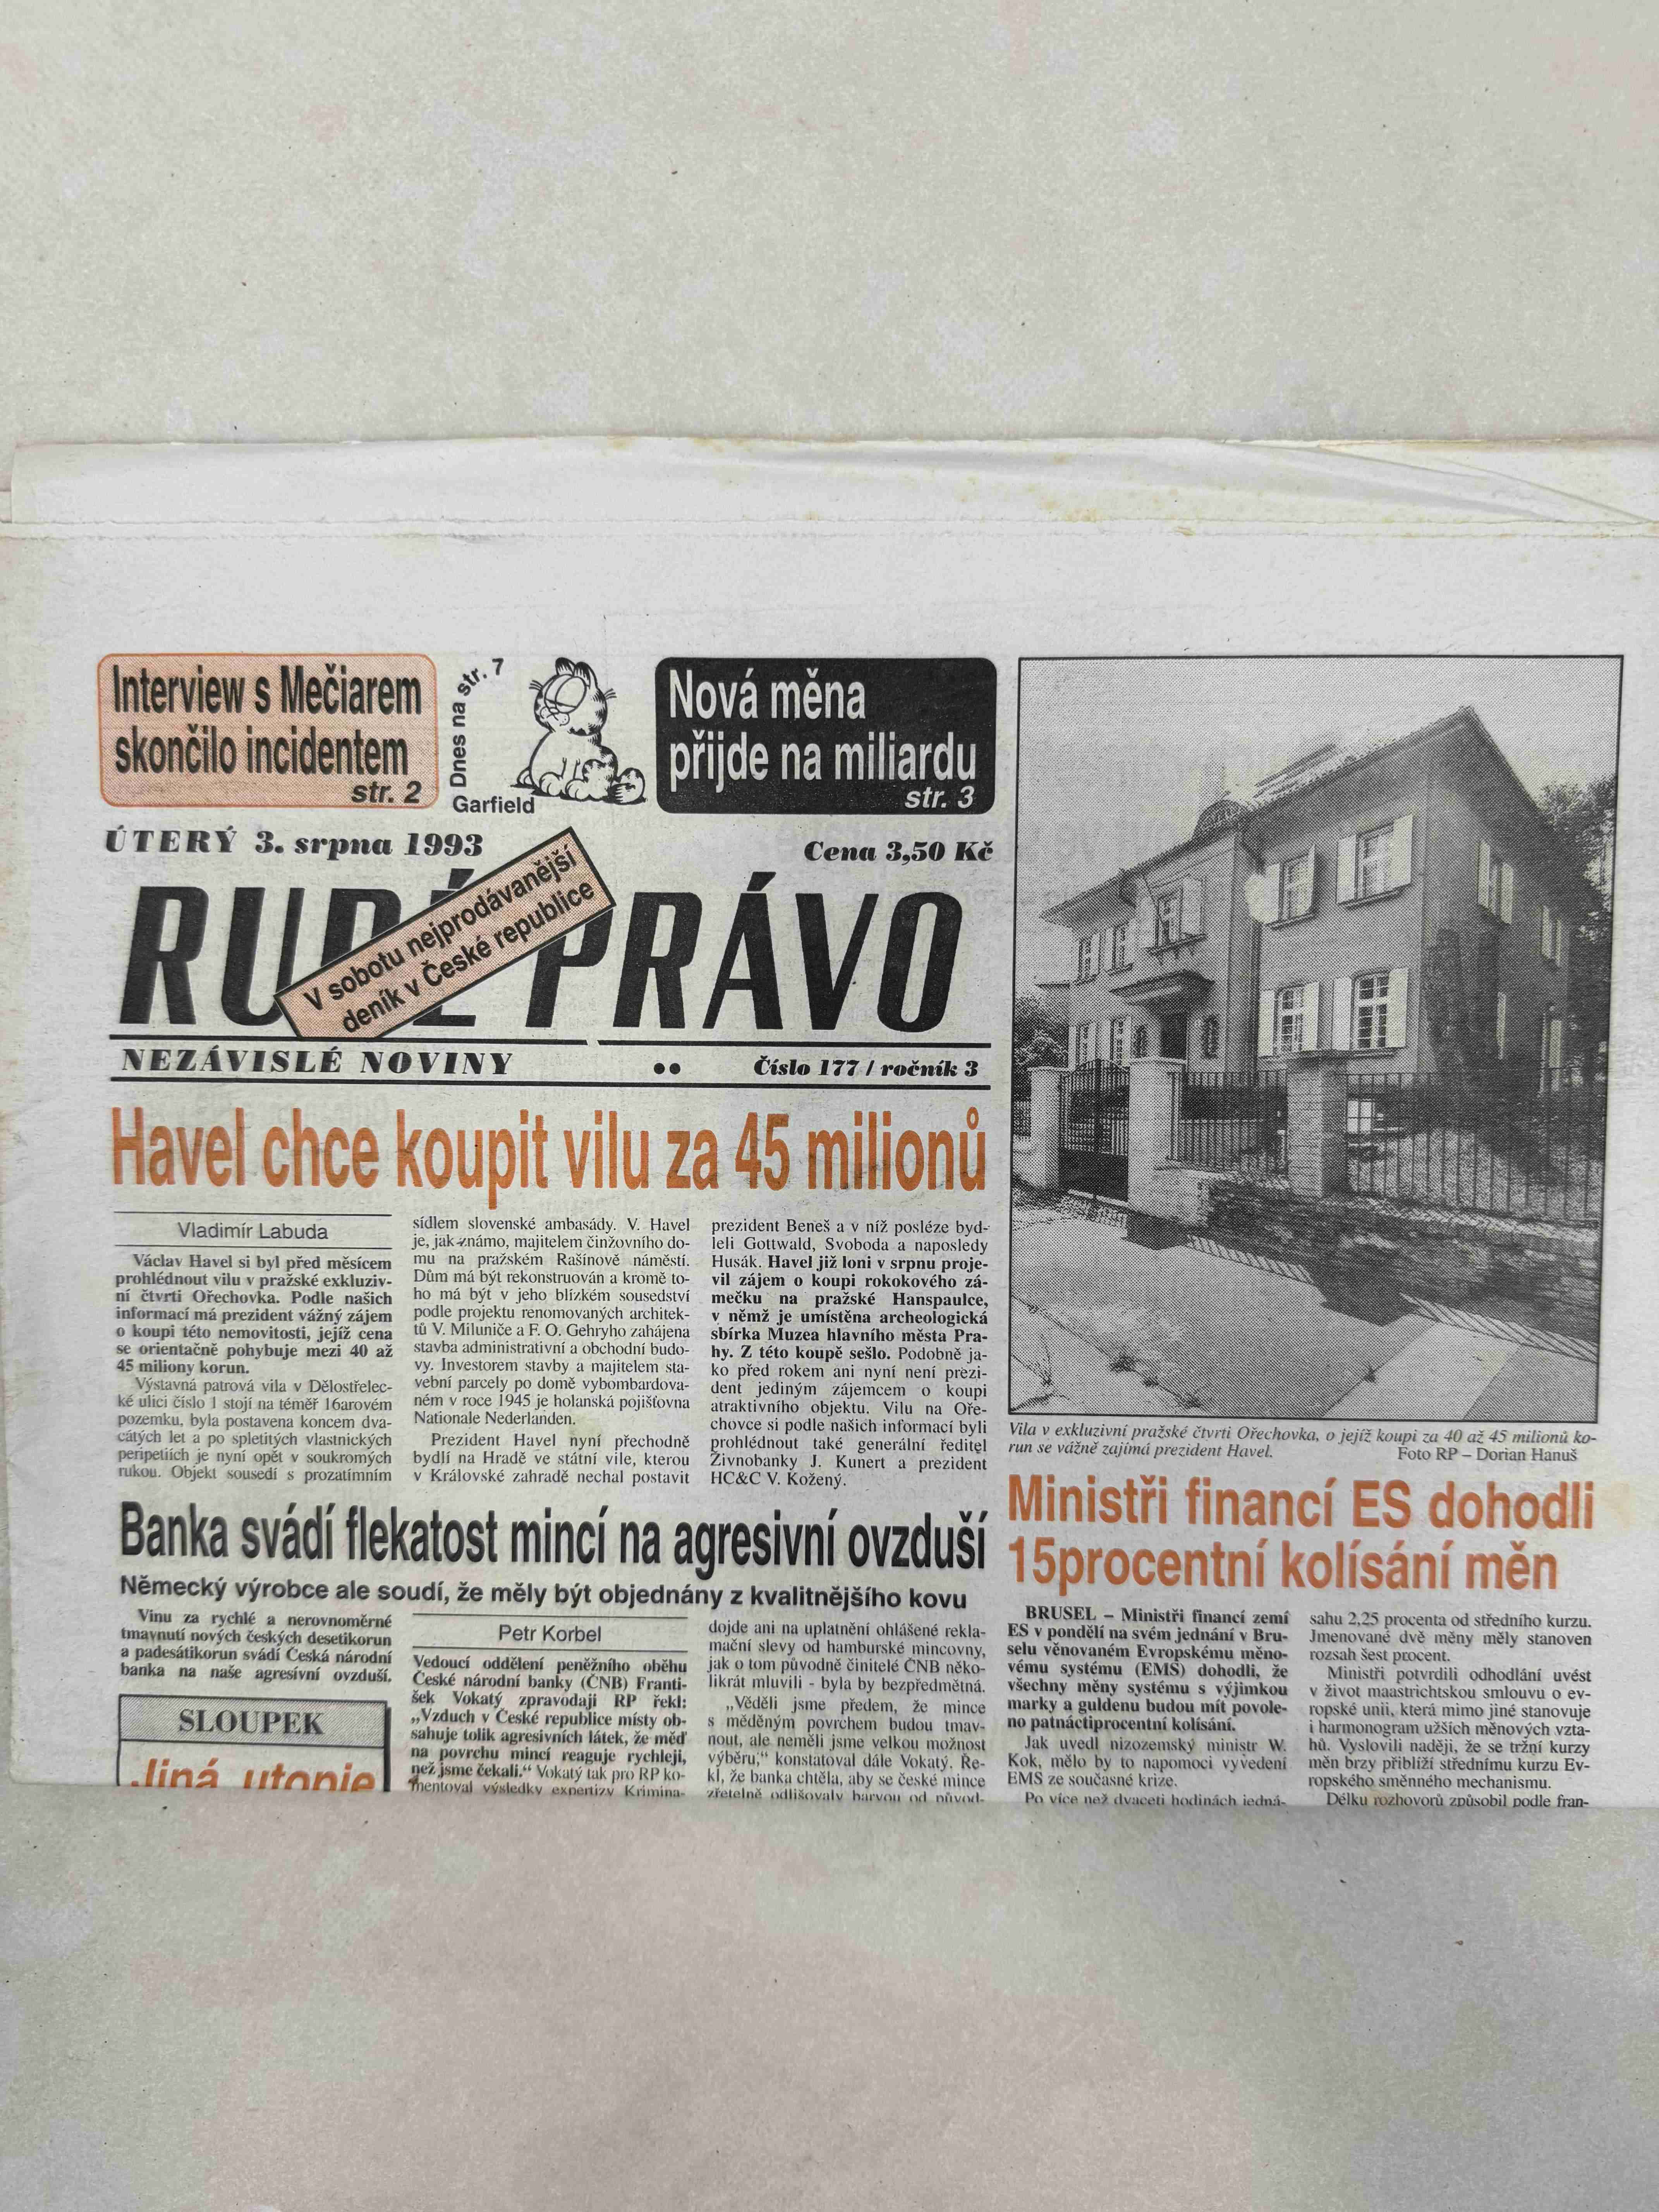 Interview s Mečiarem
skončilo incidentem
str. 2
Dnes na str. 7
Garfield
Nová měna
přijde na miliardu
str. 3
ÚTERÝ 3. srpna 1993
Cena 3,50 Kč
RUDÉ PRÁVO
V sobotu nejprodávanější
deník v České republice
NEZÁVISLÉ NOVINY
●●
Číslo 177 / ročník 3
Havel chce koupit vilu za 45 milionů
Vladimír Labuda
Václav Havel si byl před měsícem
prohlédnout vilu v pražské exkluziv-
ní čtvrti Ořechovka. Podle našich
informací má prezident vážný zájem
o koupi této nemovitosti, jejíž cena
se orientačně pohybuje mezi 40 až
45 miliony korun.
Výstavná patrová vila v Dělostřelec-
ké ulici číslo 1 stojí na téměř 16arovém
pozemku, byla postavena koncem dva-
cátých let a po spletitých vlastnických
peripetiích je nyní opět v soukromých
rukou. Objekt sousedí s prozatímním
sídlem slovenské ambasády. V. Havel
je, jak známo, majitelem činžovního do-
mu na pražském Rašínově náměstí.
Dům má být rekonstruován a kromě to-
ho má být v jeho blízkém sousedství
podle projektu renomovaných architek-
tů V. Miluniče a F. O. Gehryho zahájena
stavba administrativní a obchodní budo-
vy. Investorem stavby a majitelem sta-
vební parcely po domě vybombardova-
ném v roce 1945 je holanská pojišťovna
Nationale Nederlanden.
Prezident Havel nyní přechodně
bydlí na Hradě ve státní vile, kterou
v Královské zahradě nechal postavit
prezident Beneš a v níž posléze byd-
leli Gottwald, Svoboda a naposledy
Husák. Havel již loni v srpnu proje-
vil zájem o koupi rokokového zá-
mečku na pražské Hanspaulce,
v němž je umístěna archeologická
sbírka Muzea hlavního města Pra-
hy. Z této koupě sešlo. Podobně ja-
ko před rokem ani nyní není prezi-
dent jediným zájemcem o koupi
atraktivního objektu. Vilu na Oře-
chovce si podle našich informací byli
prohlédnout také generální ředitel
Živnobanky J. Kunert a prezident
HC&C V. Kožený.
Vila v exkluzivní pražské čtvrti Ořechovka, o jejíž koupi za 40 až 45 milionů ko-
run se vážně zajímá prezident Havel.
Foto RP – Dorian Hanuš
Banka svádí flekatost mincí na agresivní ovzduší
Německý výrobce ale soudí, že měly být objednány z kvalitnějšího kovu
Vinu za rychlé a nerovnoměrné
tmavnutí nových českých desetikorun
a padesátikorun svádí Česká národní
banka na naše agresívní ovzduší.
SLOUPEK
Jiná utopie
Petr Korbel
Vedoucí oddělení peněžního oběhu
České národní banky (ČNB) Franti-
šek Vokatý zpravodaji RP řekl:
„Vzduch v České republice místy ob-
sahuje tolik agresivních látek, že měď
na povrchu mincí reaguje rychleji,
než jsme čekali.“ Vokatý tak pro RP ko-
mentoval výsledky expertizy Krimina-
dojde ani na uplatnění ohlášené rekla-
mační slevy od hamburské mincovny,
jak o tom původně činitelé ČNB něko-
likrát mluvili - byla by bezpředmětná.
„Věděli jsme předem, že mince
s měděným povrchem budou tmav-
nout, ale neměli jsme velkou možnost
výběru,“ konstatoval dále Vokatý. Ře-
kl, že banka chtěla, aby se české mince
zřetelně odlišovaly barvou od původ-
Ministři financí ES dohodli
15procentní kolísání měn
BRUSEL – Ministři financí zemí
ES v pondělí na svém jednání v Bru-
selu věnovaném Evropskému měno-
vému systému (EMS) dohodli, že
všechny měny systému s výjimkou
marky a guldenu budou mít povole-
no patnáctiprocentní kolísání.
Jak uvedl nizozemský ministr W.
Kok, mělo by to napomoci vyvedení
EMS ze současné krize.
Po více než dvaceti hodinách jedná-
sahu 2,25 procenta od středního kurzu.
Jmenované dvě měny měly stanoven
rozsah šest procent.
Ministři potvrdili odhodlání uvést
v život maastrichtskou smlouvu o ev-
ropské unii, která mimo jiné stanovuje
i harmonogram užších měnových vzta-
hů. Vyslovili naději, že se tržní kurzy
měn brzy přiblíží střednímu kurzu Ev-
ropského směnného mechanismu.
Délku rozhovorů způsobil podle fran-